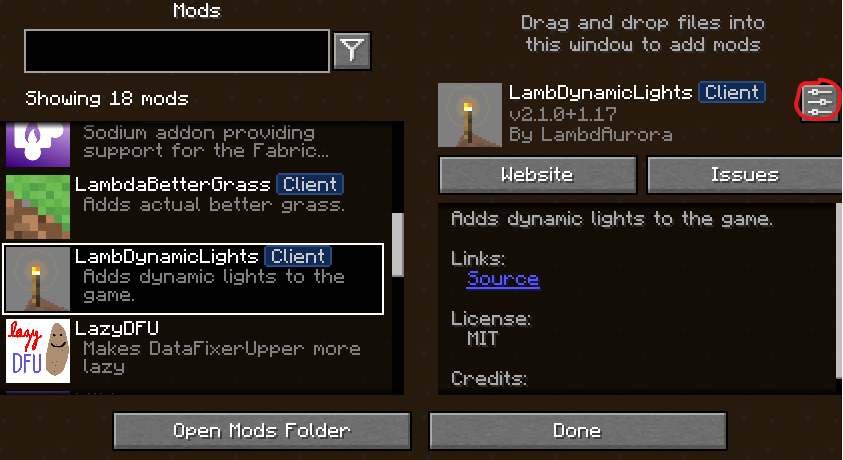 Mods
Drag and drop files into
this window to add mods
Showing 18 mods
LambDynamicLights Client
v2.1.0+1.17
By LambdAurora
Website
Issues
Sodium addon providing
support for the Fabric...
LambdaBetterGrass Client
Adds actual better grass.
LambDynamicLights Client
Adds dynamic lights to the
game.
lazy
DFU
LazyDFU
Makes DataFixerUpper more
lazy
Adds dynamic lights to the game.
Links:
Source
License:
MIT
Credits:
Open Mods Folder
Done